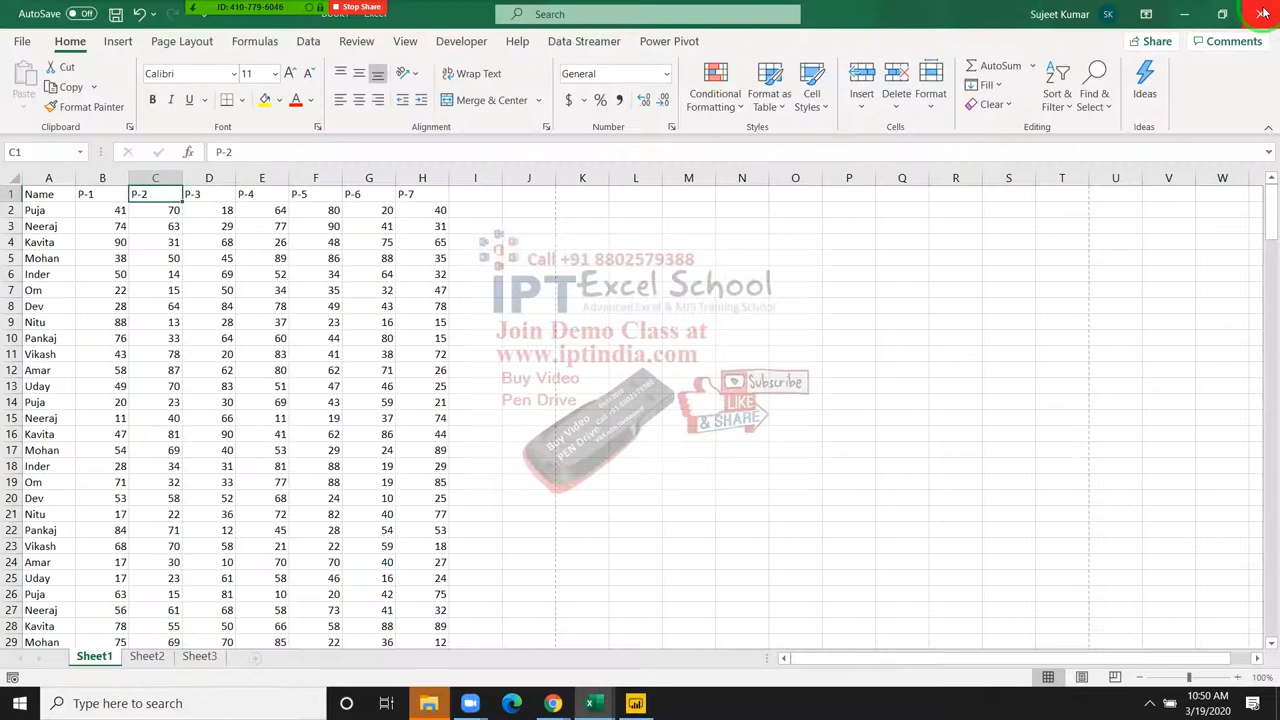 AutoSave Off ID: 410-779-6046 Stop Share Excel Search Sujeet Kumar SK
File Home Insert Page Layout Formulas Data Review View Developer Help Data Streamer Power Pivot Share Comments
Paste Cut Copy Format Painter Clipboard
Calibri 11 B I U Font
Wrap Text Merge & Center Alignment
General $ % Number
Conditional Formatting Format as Table Cell Styles Styles
Insert Delete Format Cells
AutoSum Fill Clear Sort & Filter Find & Select Editing
Ideas Ideas
C1 fx P-2
A B C D E F G H I J K L M N O P Q R S T U V W
1 Name P-1 P-2 P-3 P-4 P-5 P-6 P-7
2 Puja 41 70 18 64 80 20 40
3 Neeraj 74 63 29 77 90 41 31
4 Kavita 90 31 68 26 48 75 65
5 Mohan 38 50 45 89 86 88 35
6 Inder 50 14 69 52 34 64 32
7 Om 22 15 50 34 35 32 47
8 Dev 28 64 84 78 49 43 78
9 Nitu 88 13 28 37 23 16 15
10 Pankaj 76 33 64 60 44 80 15
11 Vikash 43 78 20 83 41 38 72
12 Amar 58 87 62 80 62 71 26
13 Uday 49 70 83 51 47 46 25
14 Puja 20 23 30 69 43 59 21
15 Neeraj 11 40 66 11 19 37 74
16 Kavita 47 81 90 41 62 86 44
17 Mohan 54 69 40 53 29 24 89
18 Inder 28 34 31 81 88 19 29
19 Om 71 32 33 77 88 19 85
20 Dev 53 58 52 68 24 10 25
21 Nitu 17 22 36 72 82 40 77
22 Pankaj 84 71 12 45 28 54 53
23 Vikash 68 70 58 21 22 59 18
24 Amar 17 30 10 70 70 40 27
25 Uday 17 23 61 58 46 16 24
26 Puja 63 15 81 10 20 42 75
27 Neeraj 56 61 68 58 73 41 32
28 Kavita 78 55 50 66 58 88 89
29 Mohan 75 69 70 85 22 36 12
Call +91 8802579388
IPT Excel School
Advanced Excel & MIS Training School
Join Demo Class at
www.iptindia.com
Buy Video
Pen Drive
Buy Video
PEN Drive
Subscribe
LIKE
& SHARE
Sheet1 Sheet2 Sheet3
100%
Type here to search
10:50 AM
3/19/2020